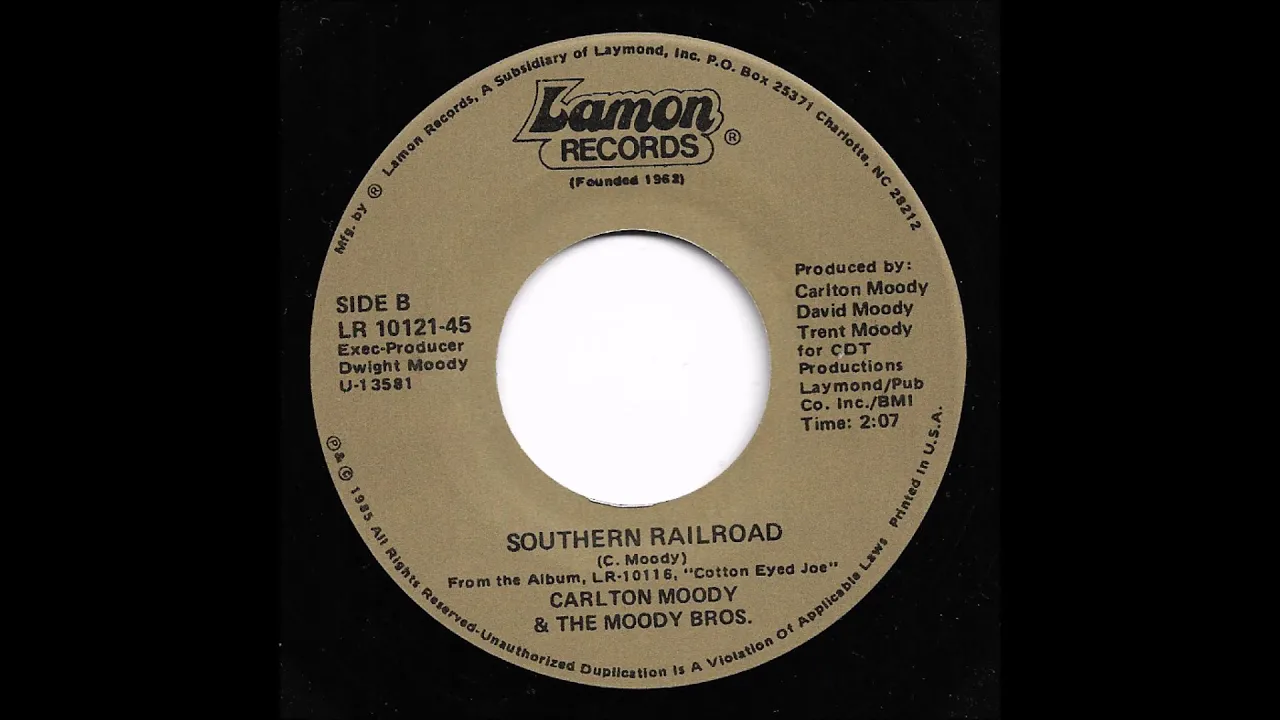 Mfg. by ® Lamon Records, A Subsidiary of Laymond, Inc. P.O. Box 25371 Charlotte, NC 28212
Lamon
RECORDS ®
(Founded 1962)
SIDE B
LR 10121-45
Exec-Producer
Dwight Moody
U-13581
Produced by:
Carlton Moody
David Moody
Trent Moody
for CDT
Productions
Laymond/Pub
Co. Inc./BMI
Time: 2:07
SOUTHERN RAILROAD
(C. Moody)
From the Album, LR-10116, "Cotton Eyed Joe"
CARLTON MOODY
& THE MOODY BROS.
℗ & © 1985 All Rights Reserved-Unauthorized Duplication Is A Violation Of Applicable Laws Printed In U.S.A.